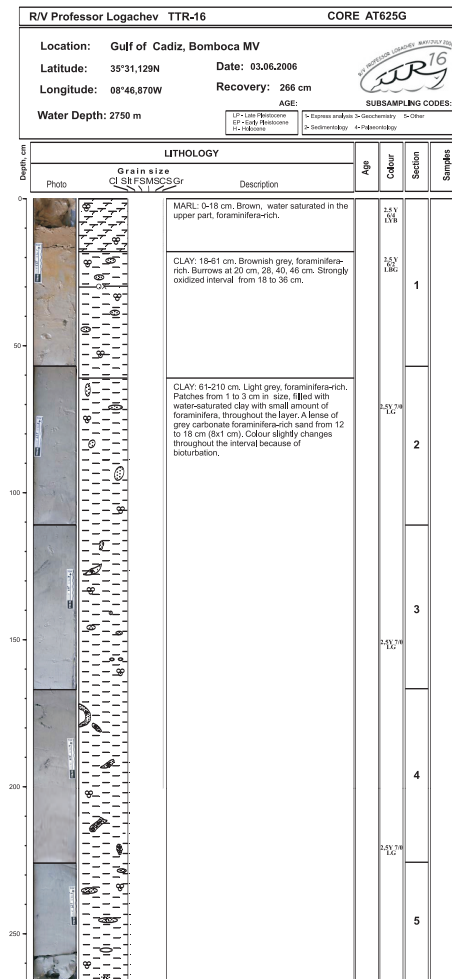 R/V Professor Logachev TTR-16 CORE AT625G
Location: Gulf of Cadiz, Bomboca MV
Latitude: 35°31,129N
Date: 03.06.2006
Longitude: 08°46,870W
Recovery: 266 cm
Water Depth: 2750 m
R/V PROFESSOR LOGACHEV MAY/JULY
TTR 16
AGE:
LP - Late Pleistocene
EP - Early Pleistocene
H - Holocene
SUBSAMPLING CODES:
1- Express analysis 3- Geochemistry 5- Other
2- Sedimentology 4- Palaeontology
Depth, cm
LITHOLOGY
Age
Colour
Section
Samples
Photo
Grain size
Cl Slt FS MS CS Gr
Description
0
MARL: 0-18 cm. Brown, water saturated in the
upper part, foraminifera-rich.
2.5 Y
6/4
LYB
CLAY: 18-61 cm. Brownish grey, foraminifera-
rich. Burrows at 20 cm, 28, 40, 46 cm. Strongly
oxidized interval from 18 to 36 cm.
2.5 Y
6/2
LBG
1
50
CLAY: 61-210 cm. Light grey, foraminifera-rich.
Patches from 1 to 3 cm in size, filled with
water-saturated clay with small amount of
foraminifera, throughout the layer. A lense of
grey carbonate foraminifera-rich sand from 12
to 18 cm (8x1 cm). Colour slightly changes
throughout the interval because of
bioturbation.
2.5Y 7/0
LG
2
100
3
150
2.5Y 7/0
LG
4
200
2.5Y 7/0
LG
5
250